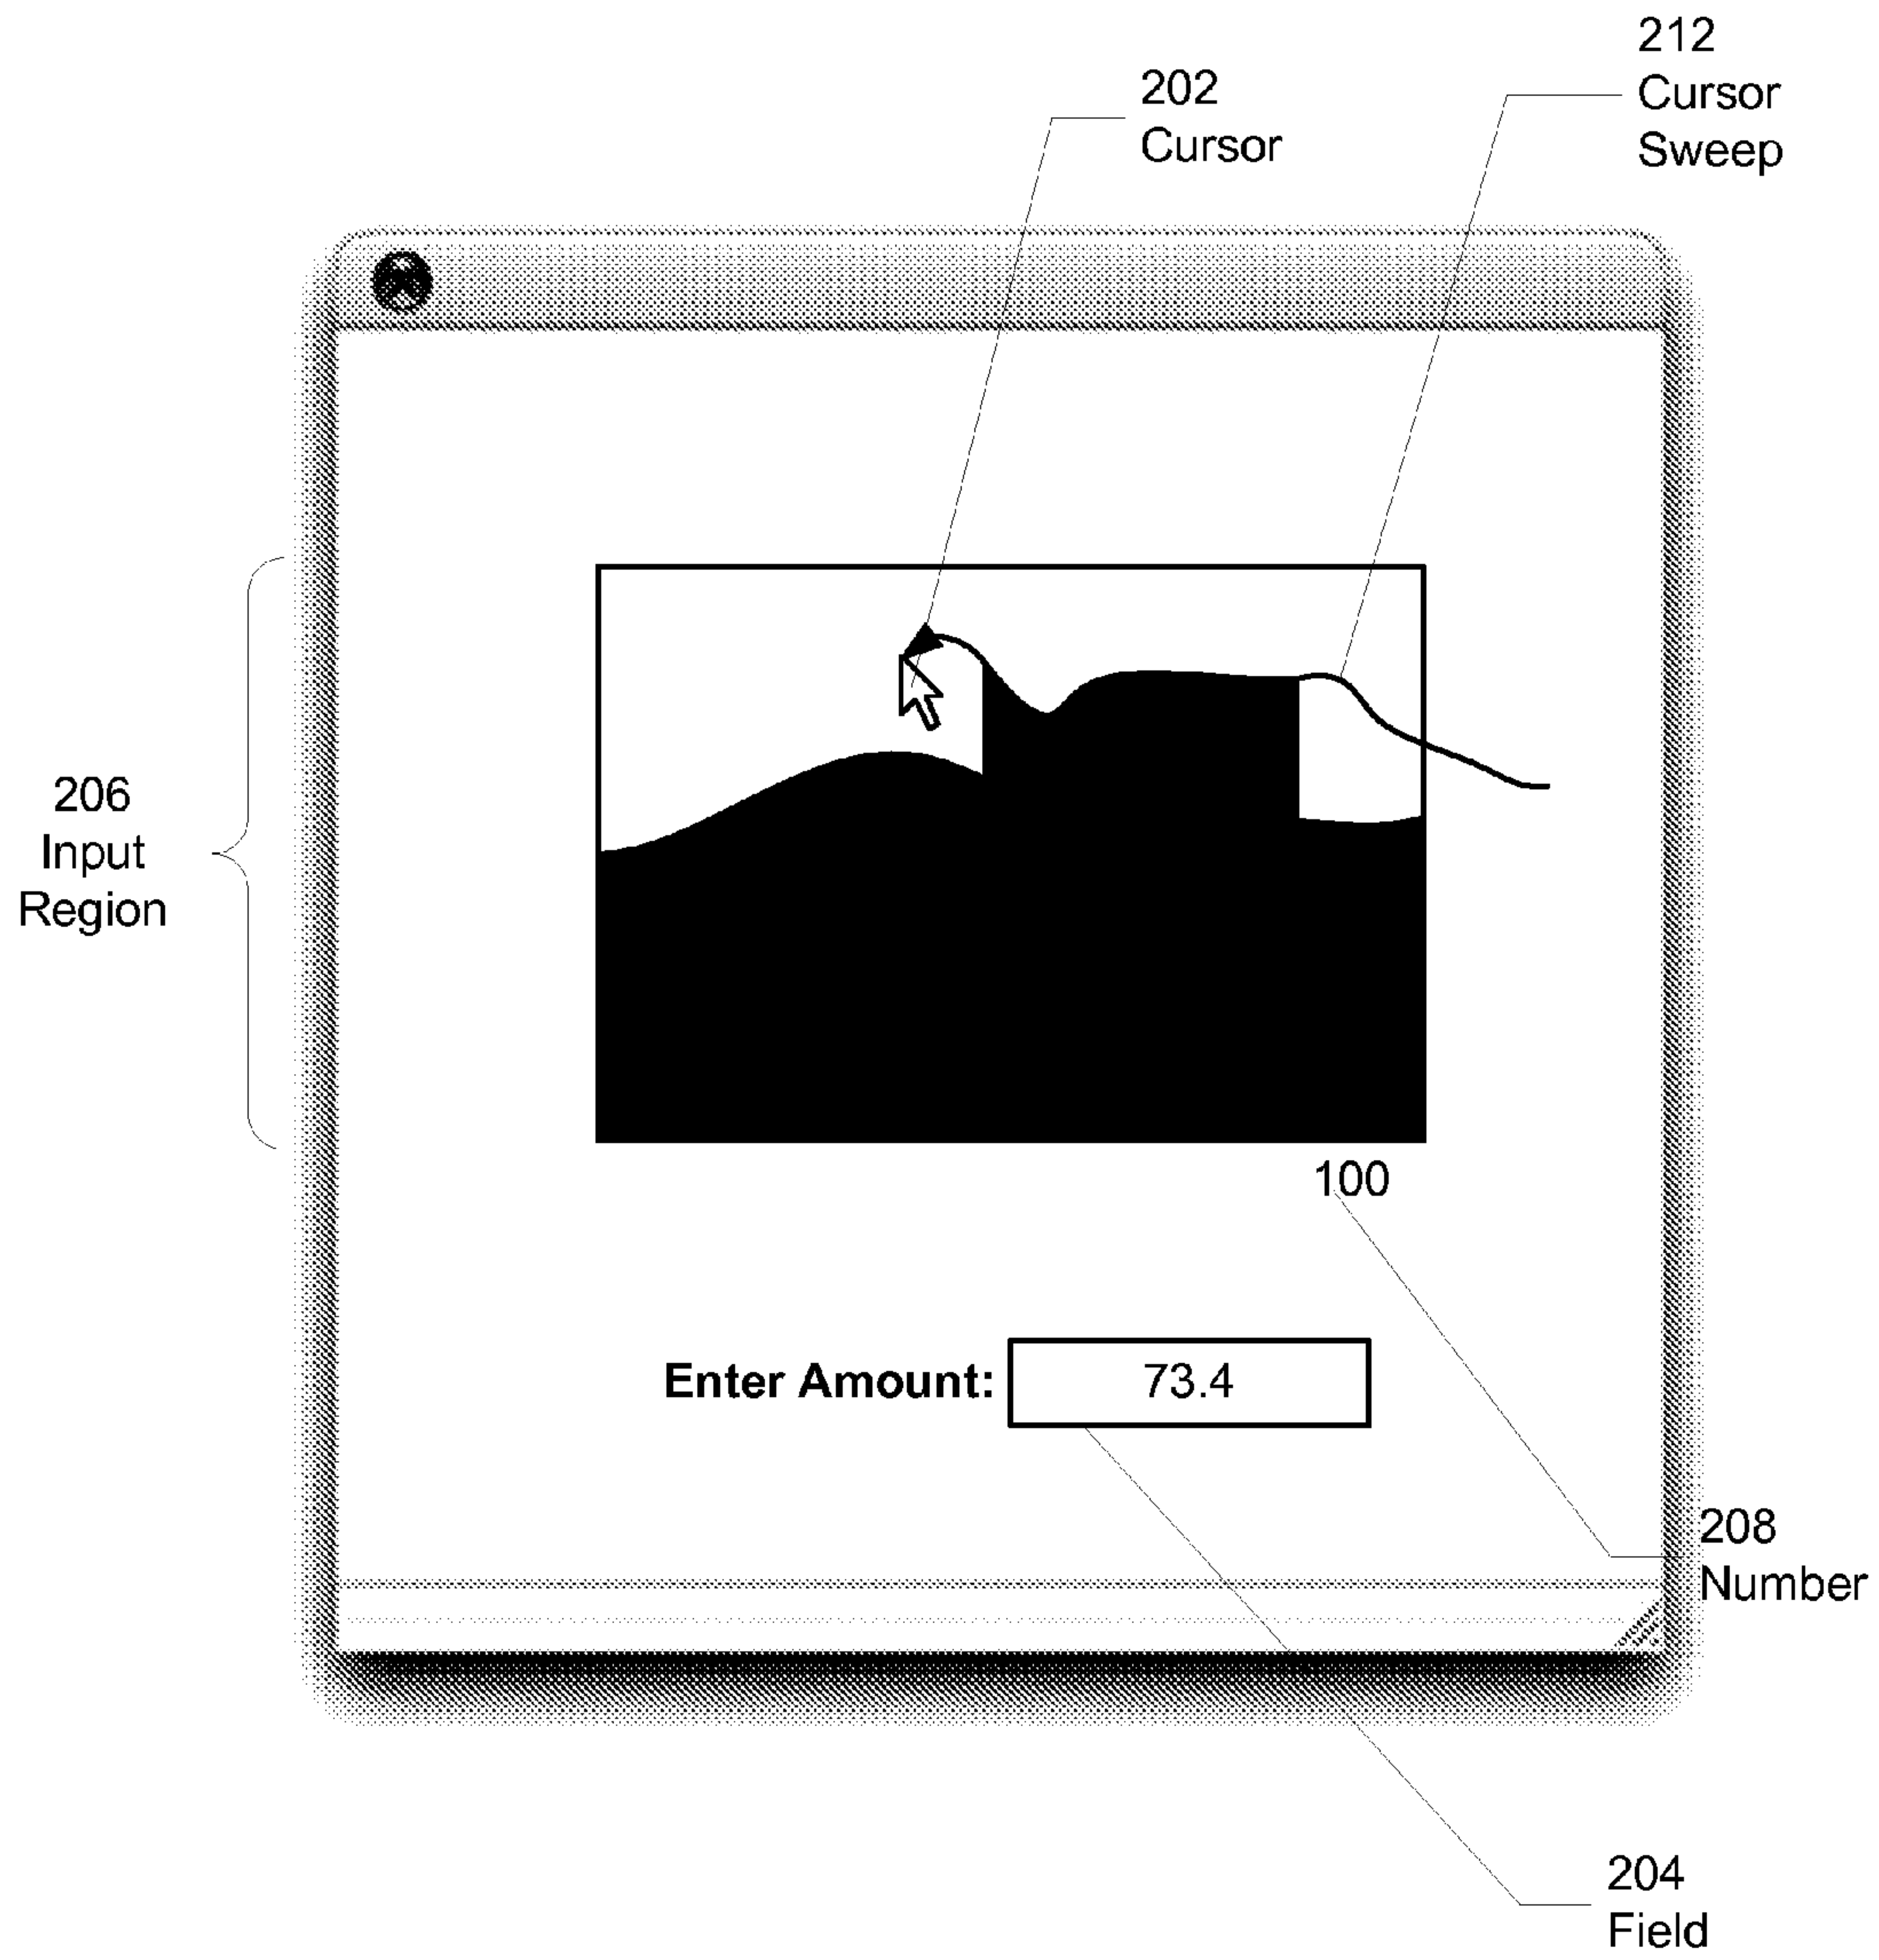 212
Cursor
Sweep
202
Cursor
206
Input
Region
100
Enter Amount: 73.4
208
Number
204
Field